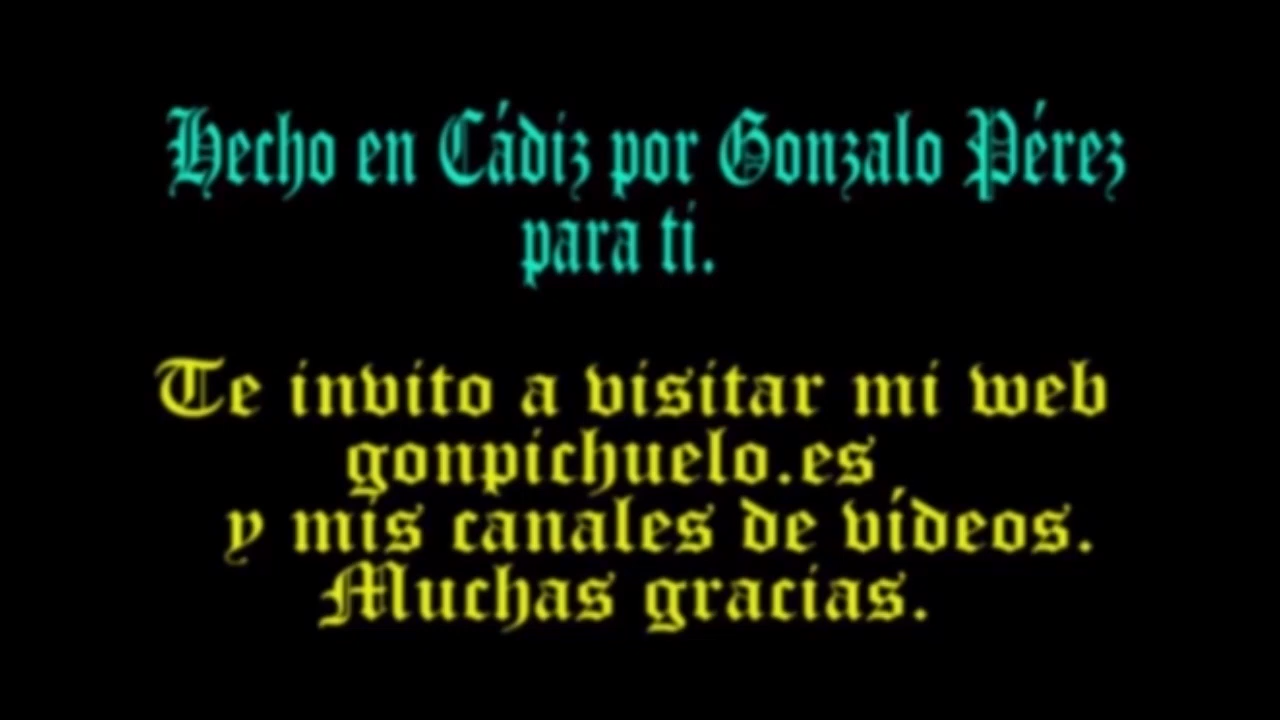 Hecho en Cádiz por Gonzalo Pérez
para ti.
Te invito a visitar mi web
gonpichuelo.es
y mis canales de vídeos.
Muchas gracias.